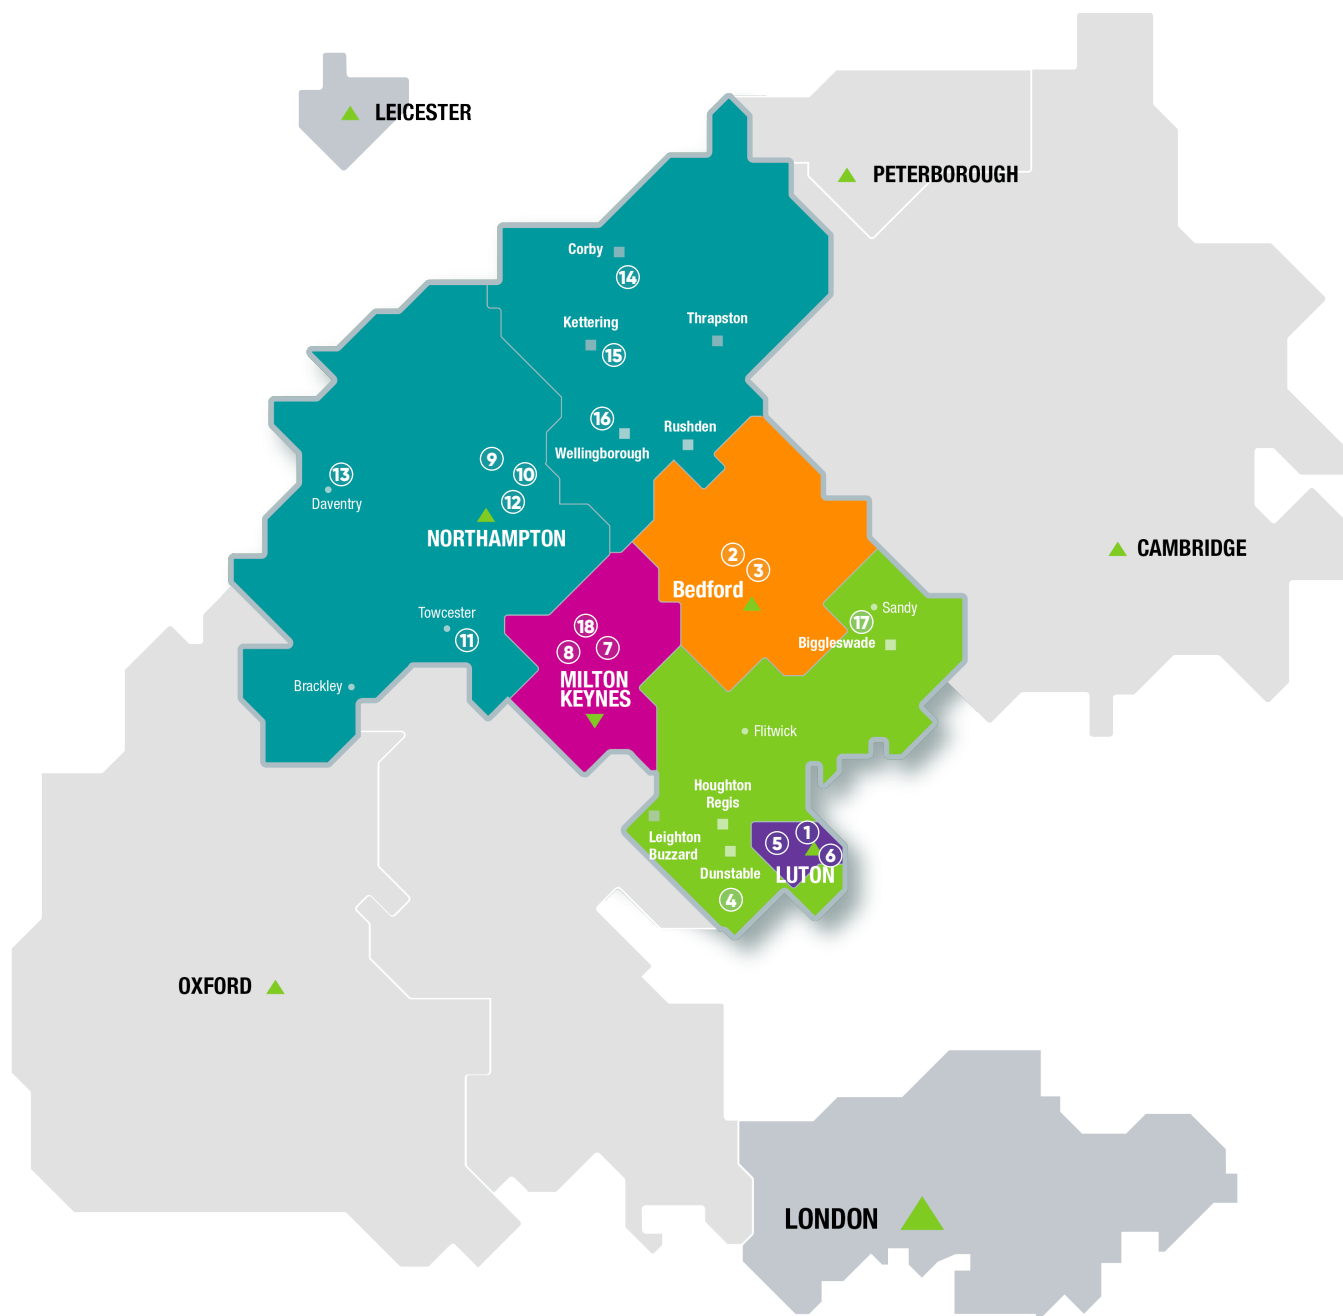 LEICESTER
PETERBOROUGH
Corby
14
Kettering
Thrapston
15
16
Rushden
Wellingborough
9
13
10
Daventry
12
NORTHAMPTON
CAMBRIDGE
2
3
Bedford
Towcester
Sandy
11
18
17
8
7
Biggleswade
MILTON
KEYNES
Brackley
Flitwick
Houghton
Regis
Leighton
Buzzard
5
1
6
Dunstable
LUTON
4
OXFORD
LONDON